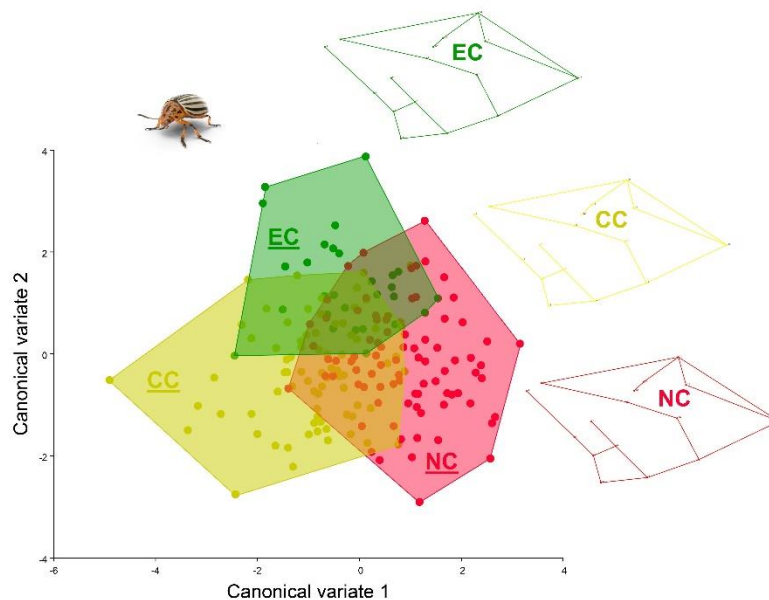 EC
CC
NC
EC
CC
NC
Canonical variate 2
4
2
0
-2
-4
-6
-4
-2
0
2
4
Canonical variate 1